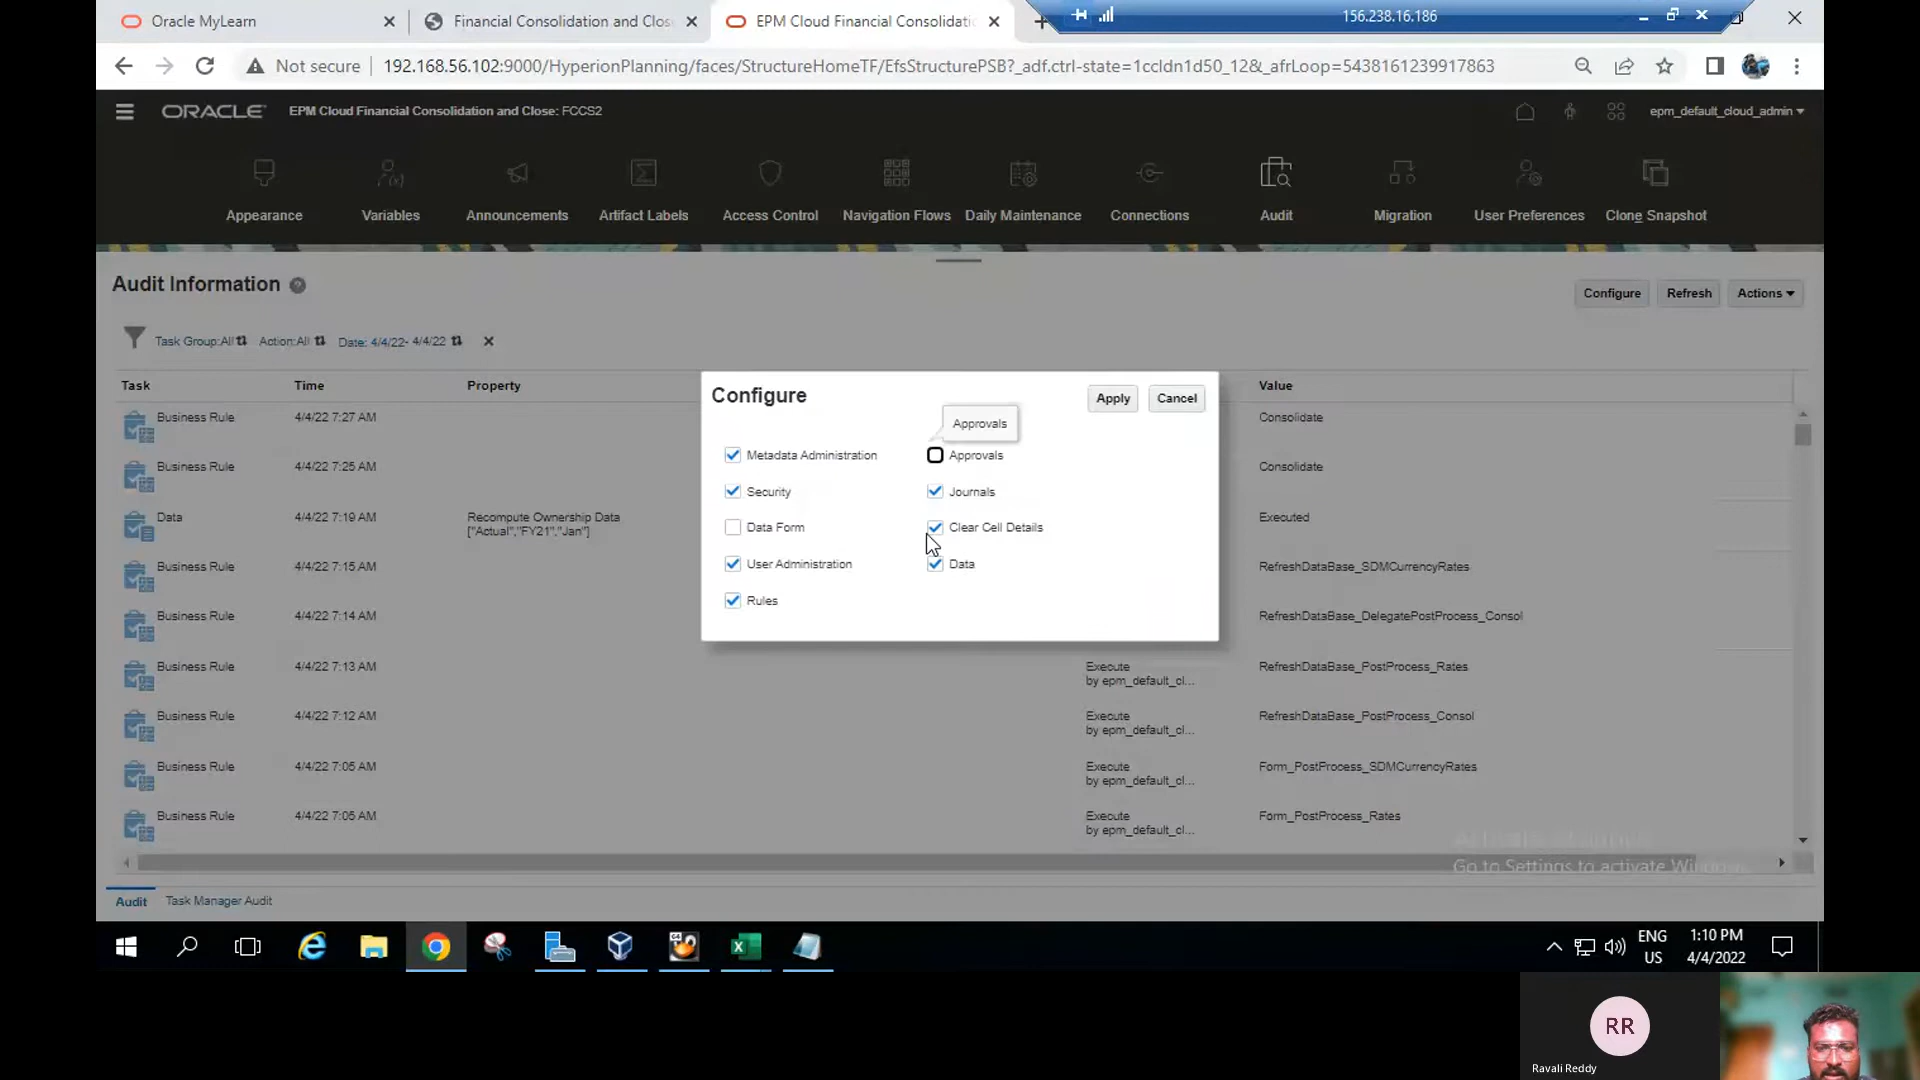 Oracle MyLearn
Financial Consolidation and Close
EPM Cloud Financial Consolidati
156.238.16.186
Not secure
192.168.56.102:9000/HyperionPlanning/faces/StructureHomeTF/EfsStructurePSB?_adf.ctrl-state=1ccldn1d50_12&_afrLoop=5438161239917863
ORACLE
EPM Cloud Financial Consolidation and Close: FCCS2
epm_default_cloud_admin
Appearance
Variables
Announcements
Artifact Labels
Access Control
Navigation Flows
Daily Maintenance
Connections
Audit
Migration
User Preferences
Clone Snapshot
Audit Information
Configure
Refresh
Actions
Task Group:All
Action:All
Date: 4/4/22- 4/4/22
Task
Time
Property
Value
Configure
Apply
Cancel
Approvals
Metadata Administration
Approvals
Security
Journals
Data Form
Clear Cell Details
User Administration
Data
Rules
Business Rule
4/4/22 7:27 AM
Consolidate
Business Rule
4/4/22 7:25 AM
Consolidate
Data
4/4/22 7:19 AM
Recompute Ownership Data
["Actual","FY21","Jan"]
Executed
Business Rule
4/4/22 7:15 AM
RefreshDataBase_SDMCurrencyRates
Business Rule
4/4/22 7:14 AM
RefreshDataBase_DelegatePostProcess_Consol
Business Rule
4/4/22 7:13 AM
Execute
by epm_default_cl...
RefreshDataBase_PostProcess_Rates
Business Rule
4/4/22 7:12 AM
Execute
by epm_default_cl...
RefreshDataBase_PostProcess_Consol
Business Rule
4/4/22 7:05 AM
Execute
by epm_default_cl...
Form_PostProcess_SDMCurrencyRates
Business Rule
4/4/22 7:05 AM
Execute
by epm_default_cl...
Form_PostProcess_Rates
Go to Settings to activate
Audit
Task Manager Audit
ENG
US
1:10 PM
4/4/2022
RR
Ravali Reddy